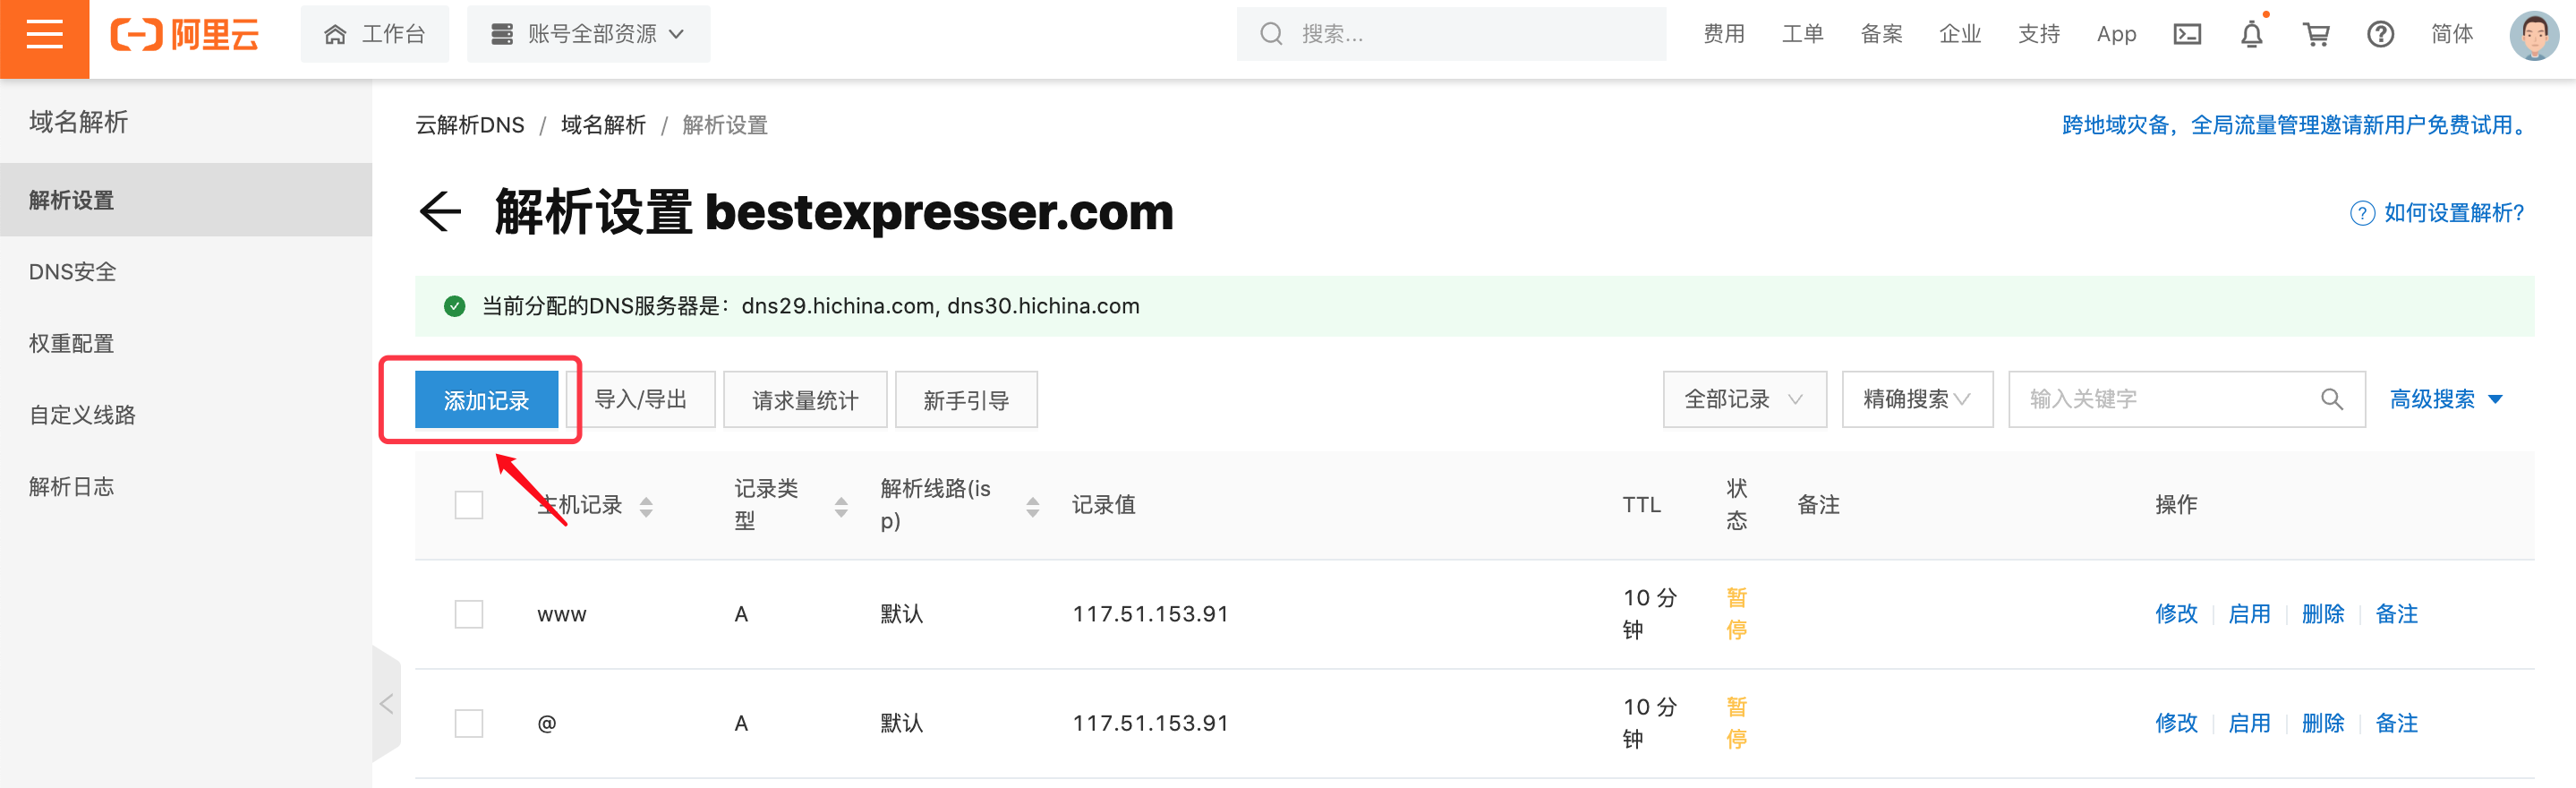 阿里云
工作台
账号全部资源
搜索...
费用
工单
备案
企业
支持
App
简体
域名解析
解析设置
DNS安全
权重配置
自定义线路
解析日志
云解析DNS / 域名解析 / 解析设置
跨地域灾备，全局流量管理邀请新用户免费试用。
解析设置 bestexpresser.com
如何设置解析?
当前分配的DNS服务器是：dns29.hichina.com, dns30.hichina.com
添加记录
导入/导出
请求量统计
新手引导
全部记录
精确搜索
输入关键字
高级搜索
主机记录
记录类
型
解析线路(is
p)
记录值
TTL
状
态
备注
操作
www
A
默认
117.51.153.91
10 分
钟
暂
停
修改 启用 删除 备注
@
A
默认
117.51.153.91
10 分
钟
暂
停
修改 启用 删除 备注